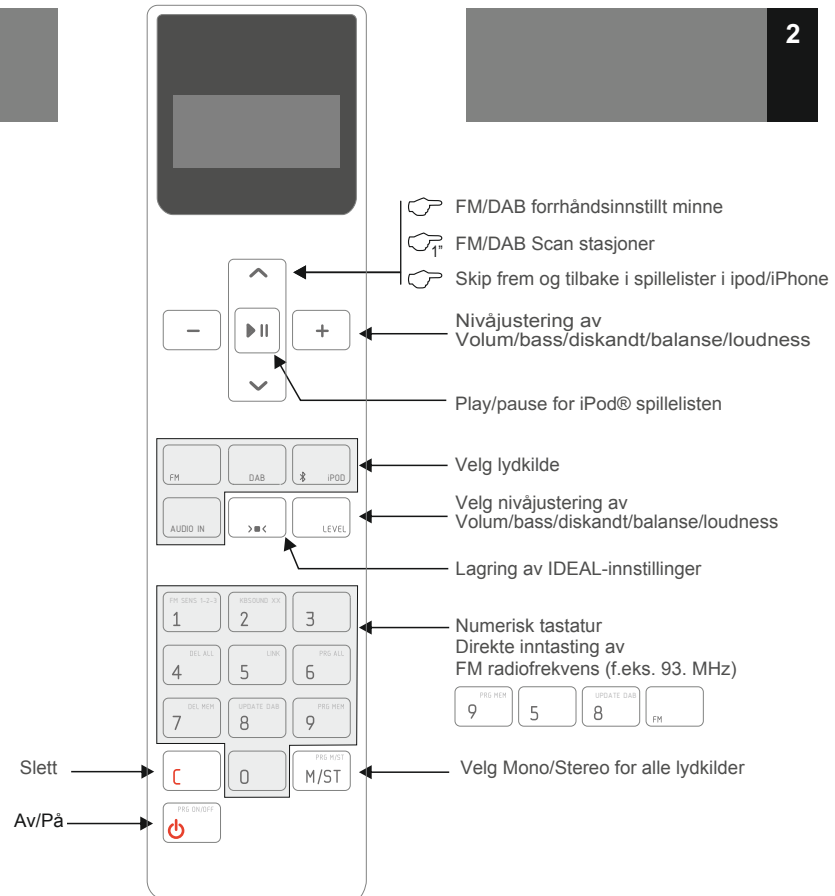 2
FM/DAB forrhåndsinnstillt minne
1”
FM/DAB Scan stasjoner
Skip frem og tilbake i spillelister i ipod/iPhone
−
+
Nivåjustering av
Volum/bass/diskandt/balanse/loudness
Play/pause for iPod® spillelisten
FM
DAB
iPOD
Velg lydkilde
AUDIO IN
>■<
LEVEL
Velg nivåjustering av
Volum/bass/diskandt/balanse/loudness
Lagring av IDEAL-innstillinger
FM SENS 1-2-3
1
KBSOUND XX
2
3
Numerisk tastatur
Direkte inntasting av
FM radiofrekvens (f.eks. 93. MHz)
DEL ALL
4
LINK
5
PRG ALL
6
PRG MEM
9
5
UPDATE DAB
8
FM
DEL MEM
7
UPDATE DAB
8
PRG MEM
9
Slett
C
0
PRG M/ST
M/ST
Velg Mono/Stereo for alle lydkilder
Av/På
PRG ON/OFF